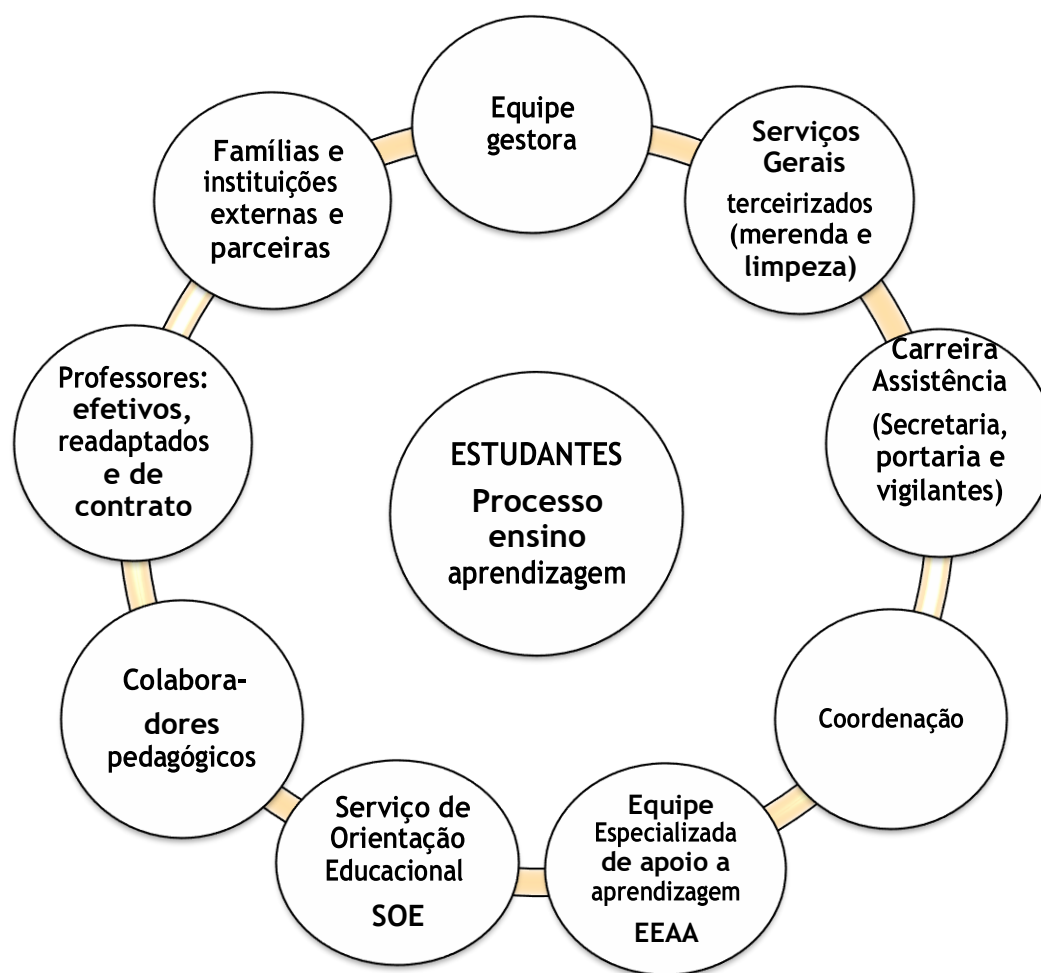 Equipe
gestora
Serviços
Gerais
terceirizados
(merenda e
limpeza)
Carreira
Assistência
(Secretaria,
portaria e
vigilantes)
Coordenação
Equipe
Especializada
de apoio a
aprendizagem
EEAA
Serviço de
Orientação
Educacional
SOE
Colabora-
dores
pedagógicos
Professores:
efetivos,
readaptados
e de
contrato
Famílias e
instituições
externas e
parceiras
ESTUDANTES
Processo
ensino
aprendizagem